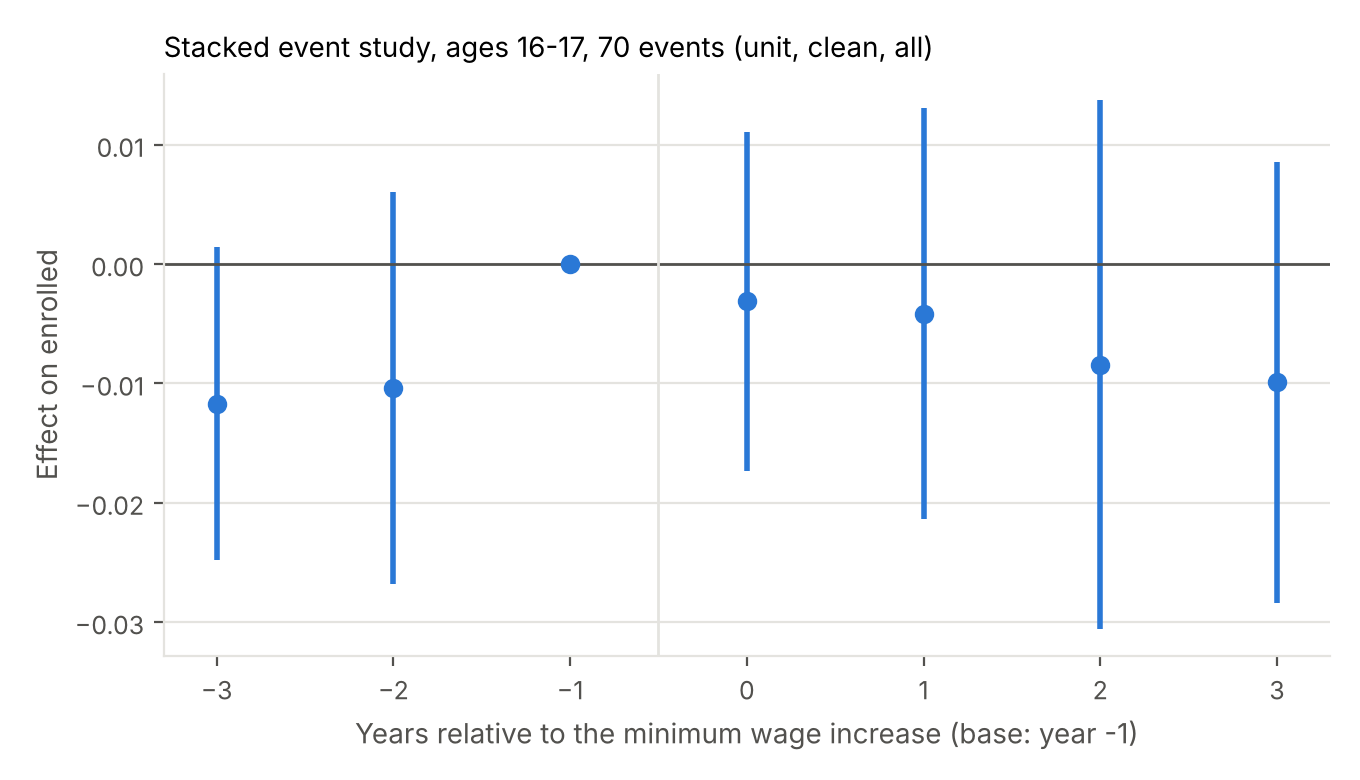 Stacked event study, ages 16-17, 70 events (unit, clean, all)
Effect on enrolled
0.01
0.00
−0.01
−0.02
−0.03
−3 −2 −1 0 1 2 3
Years relative to the minimum wage increase (base: year -1)